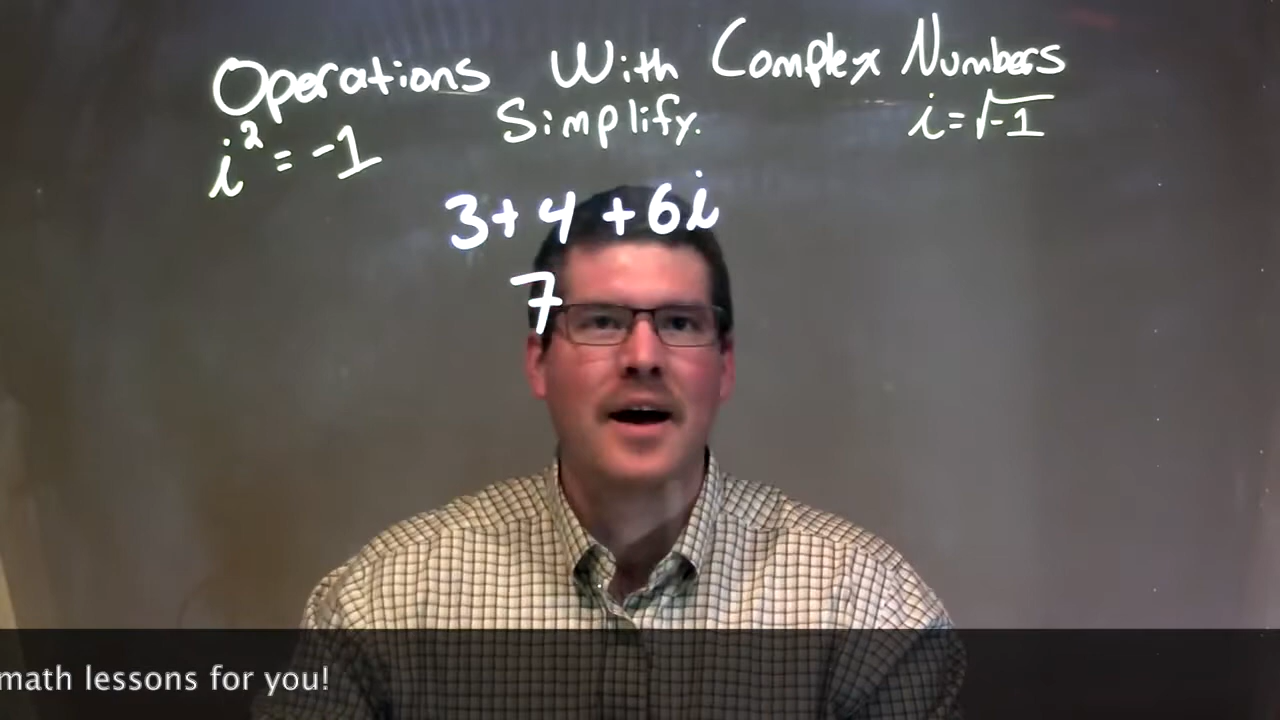 Operations With Complex Numbers
Simplify.
i² = -1
i = √-1
3 + 4 + 6i
7
math lessons for you!